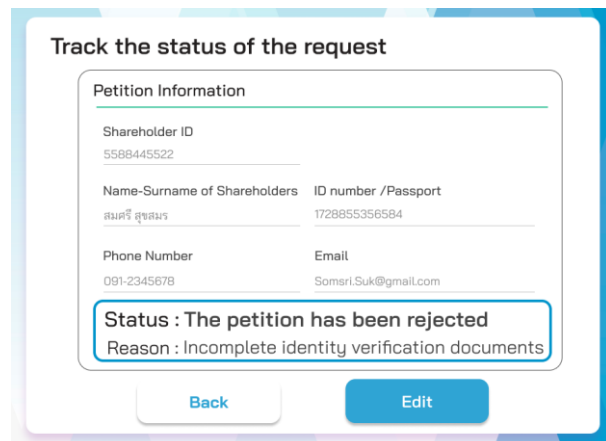 Track the status of the request
Petition Information
Shareholder ID
5588445522
Name-Surname of Shareholders ID number /Passport
สมศรี สุขสมร 1728855356584
Phone Number Email
091-2345678 Somsri.Suk@gmail.com
Status : The petition has been rejected
Reason : Incomplete identity verification documents
Back Edit